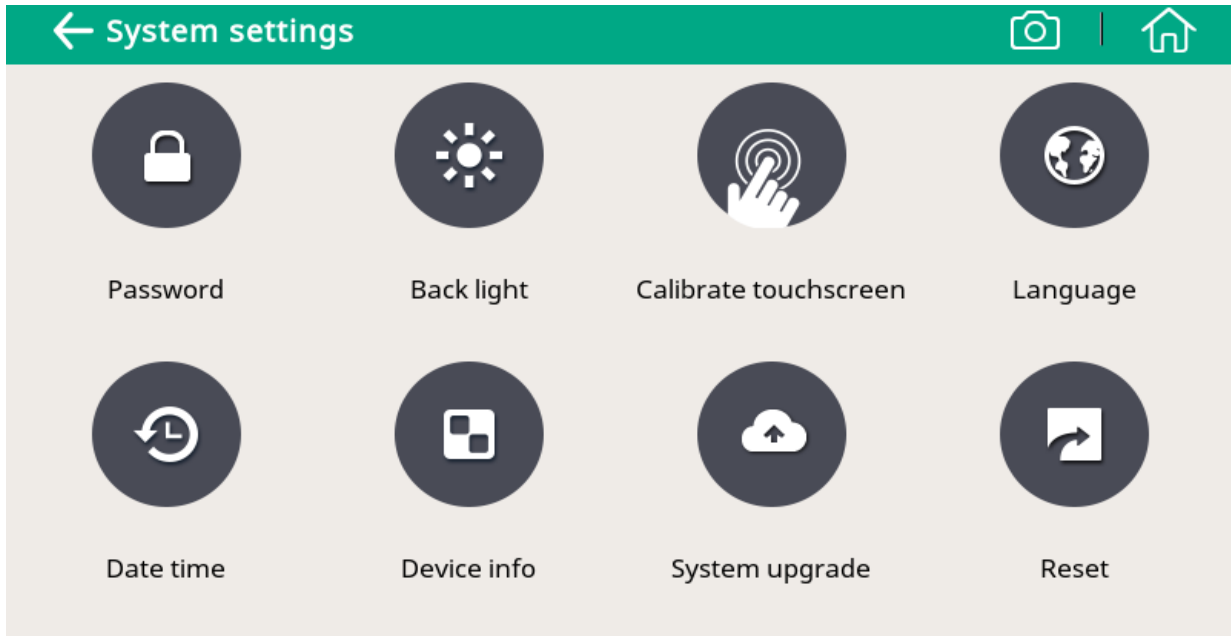 System settings
Password
Back light
Calibrate touchscreen
Language
Date time
Device info
System upgrade
Reset